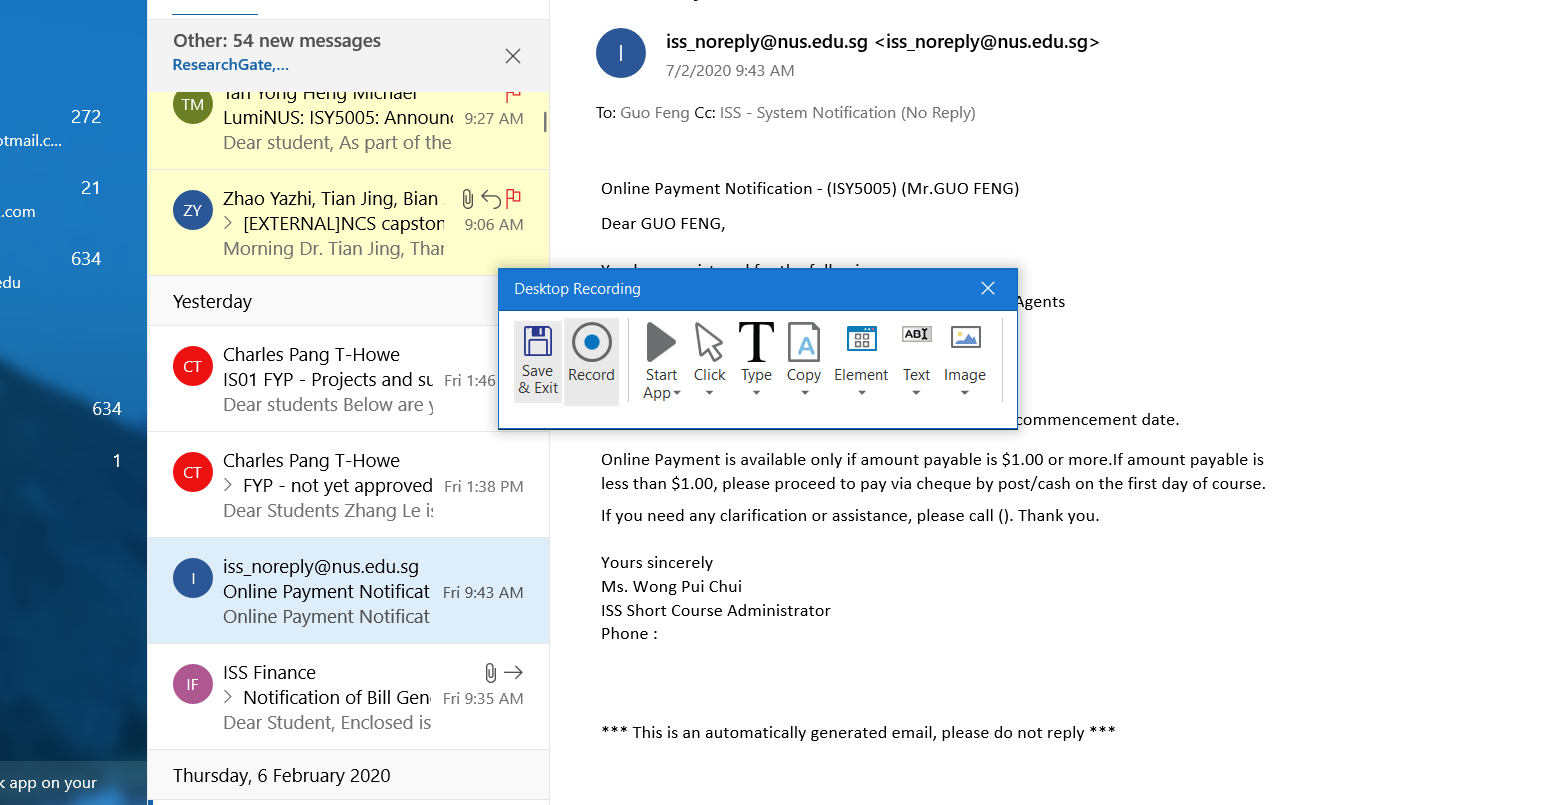 272
otmail.c...
21
.com
634
edu
634
1
k app on your
Other: 54 new messages
ResearchGate,...
TM
Tan Yong Heng Michael
LumiNUS: ISY5005: Announc
9:27 AM
Dear student, As part of the
ZY
Zhao Yazhi, Tian Jing, Bian
[EXTERNAL]NCS capston
9:06 AM
Morning Dr. Tian Jing, Than
Yesterday
CT
Charles Pang T-Howe
IS01 FYP - Projects and su
Fri 1:46
Dear students Below are y
CT
Charles Pang T-Howe
FYP - not yet approved
Fri 1:38 PM
Dear Students Zhang Le is
I
iss_noreply@nus.edu.sg
Online Payment Notificat
Fri 9:43 AM
Online Payment Notificat
IF
ISS Finance
Notification of Bill Gen
Fri 9:35 AM
Dear Student, Enclosed is
Thursday, 6 February 2020
I
iss_noreply@nus.edu.sg <iss_noreply@nus.edu.sg>
7/2/2020 9:43 AM
To: Guo Feng Cc: ISS - System Notification (No Reply)
Online Payment Notification - (ISY5005) (Mr.GUO FENG)
Dear GUO FENG,
Agents
Desktop Recording
Save & Exit
Record
Start App
Click
Type
Copy
Element
ABI
Text
Image
commencement date.
Online Payment is available only if amount payable is $1.00 or more.If amount payable is
less than $1.00, please proceed to pay via cheque by post/cash on the first day of course.
If you need any clarification or assistance, please call (). Thank you.
Yours sincerely
Ms. Wong Pui Chui
ISS Short Course Administrator
Phone :
*** This is an automatically generated email, please do not reply ***